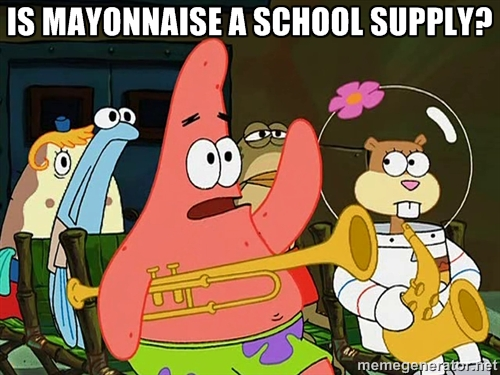 IS MAYONNAISE A SCHOOL SUPPLY?
memegenerator.net